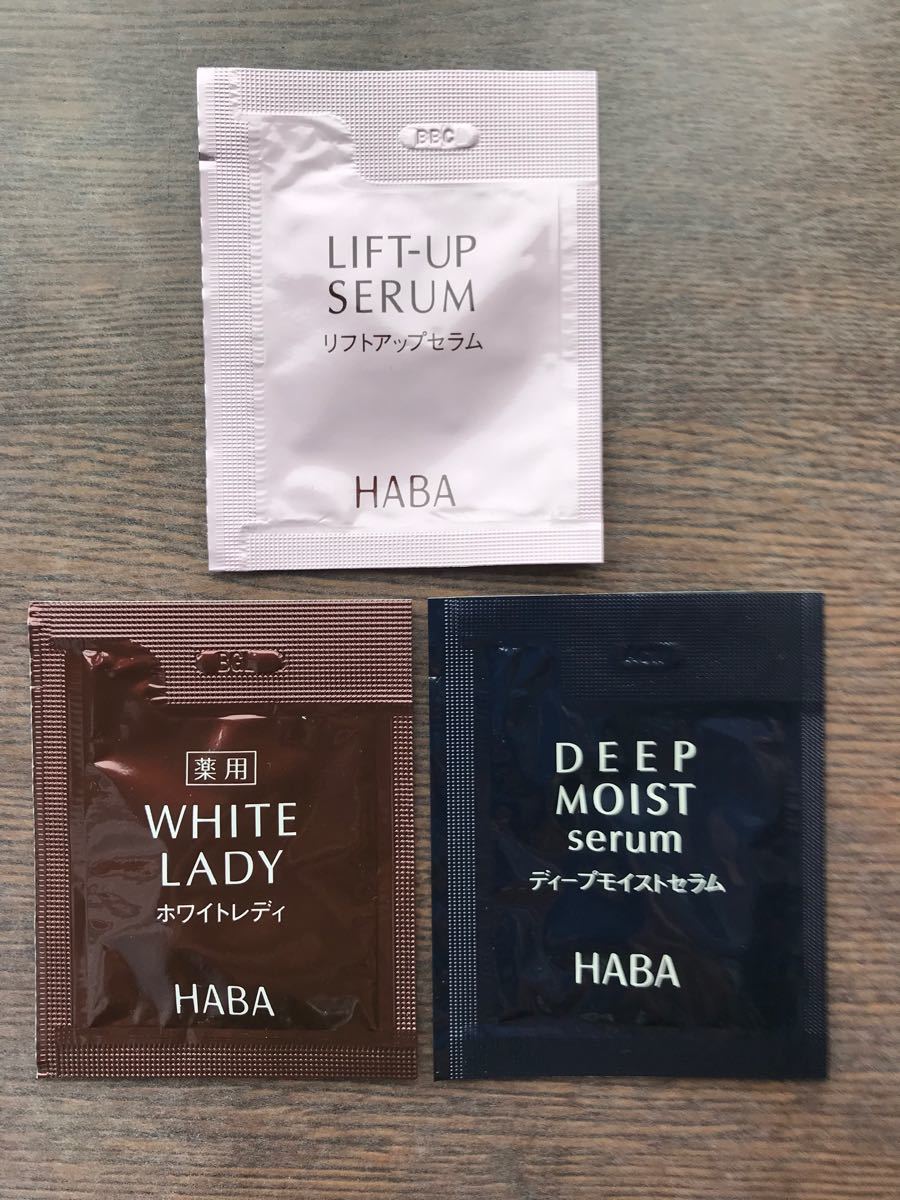 BBC
LIFT-UP
SERUM
リフトアップセラム
HABA
BGL
薬用
WHITE
LADY
ホワイトレディ
HABA
DEEP
MOIST
serum
ディープモイストセラム
HABA